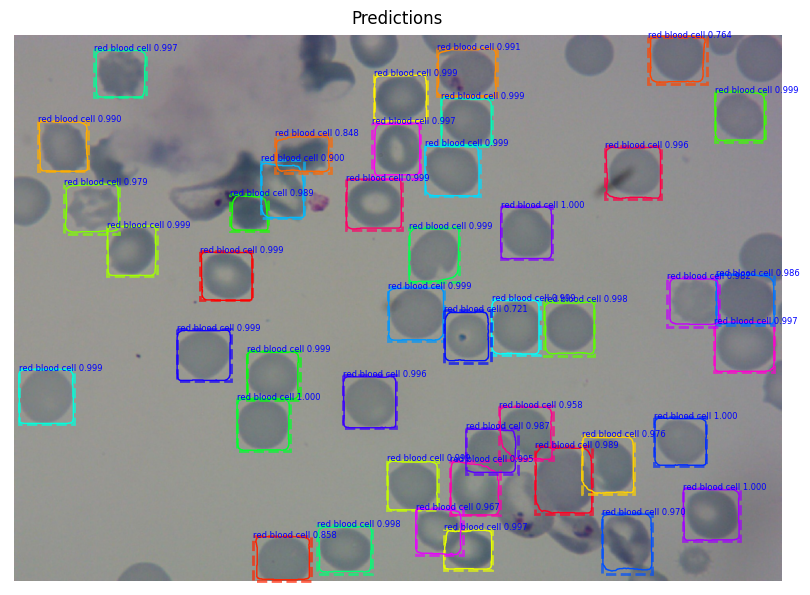 Predictions
red blood cell 0.764
red blood cell 0.997
red blood cell 0.991
red blood cell 0.999
red blood cell 0.999
red blood cell 0.999
red blood cell 0.990
red blood cell 0.997
red blood cell 0.848
red blood cell 0.999
red blood cell 0.996
red blood cell 0.900
red blood cell 0.979
red blood cell 0.999
red blood cell 0.989
red blood cell 1.000
red blood cell 0.999
red blood cell 0.999
red blood cell 0.999
red blood cell
red blood cell 0.986
red blood cell 0.999
red blood cell
red blood cell 0.998
red blood cell 0.721
red blood cell 0.997
red blood cell 0.999
red blood cell 0.999
red blood cell 0.999
red blood cell 0.996
red blood cell 1.000
red blood cell 0.958
red blood cell 1.000
red blood cell 0.987
red blood cell 0.976
red blood cell 0.989
red blood cell
red blood cell 0.995
red blood cell 1.000
red blood cell 0.967
red blood cell 0.970
red blood cell 0.998
red blood cell 0.997
red blood cell 0.858